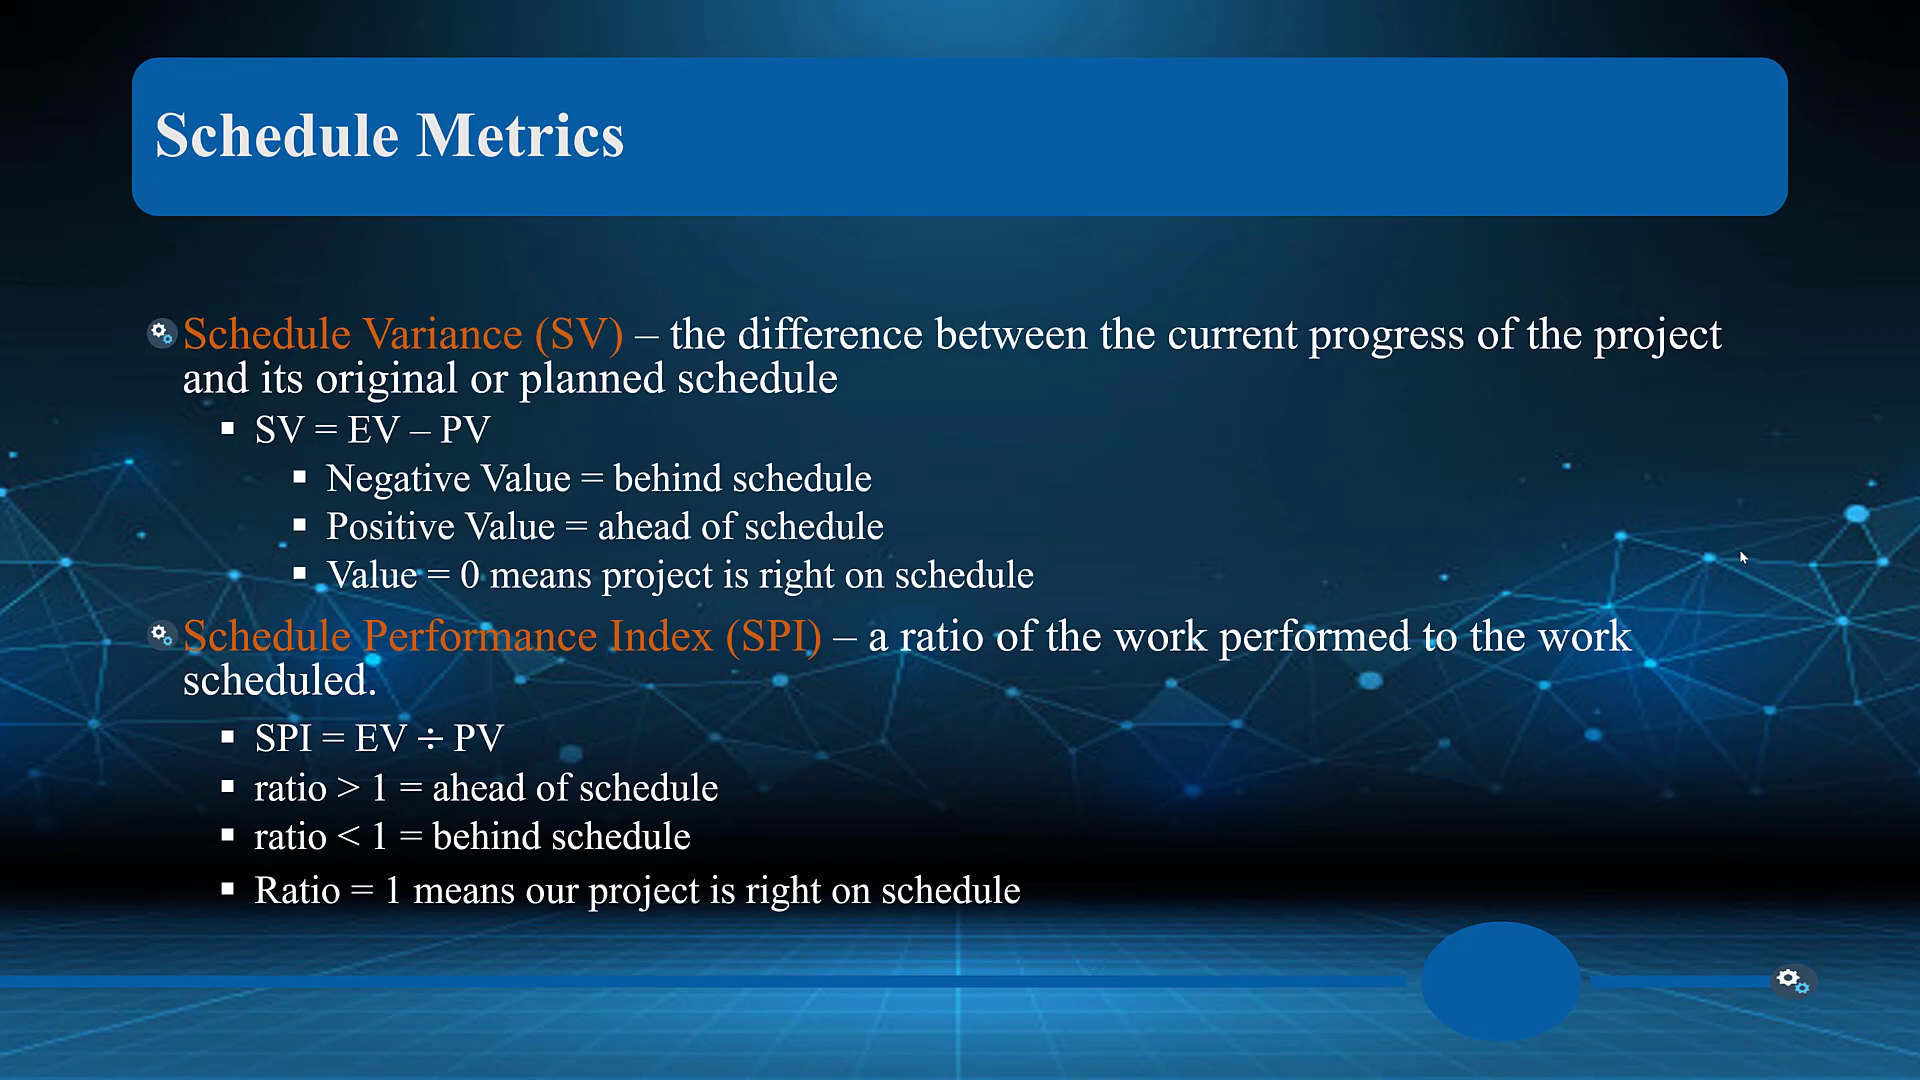 Schedule Metrics
Schedule Variance (SV) – the difference between the current progress of the project
and its original or planned schedule
▪ SV = EV – PV
▪ Negative Value = behind schedule
▪ Positive Value = ahead of schedule
▪ Value = 0 means project is right on schedule
Schedule Performance Index (SPI) – a ratio of the work performed to the work
scheduled.
▪ SPI = EV ÷ PV
▪ ratio > 1 = ahead of schedule
▪ ratio < 1 = behind schedule
▪ Ratio = 1 means our project is right on schedule